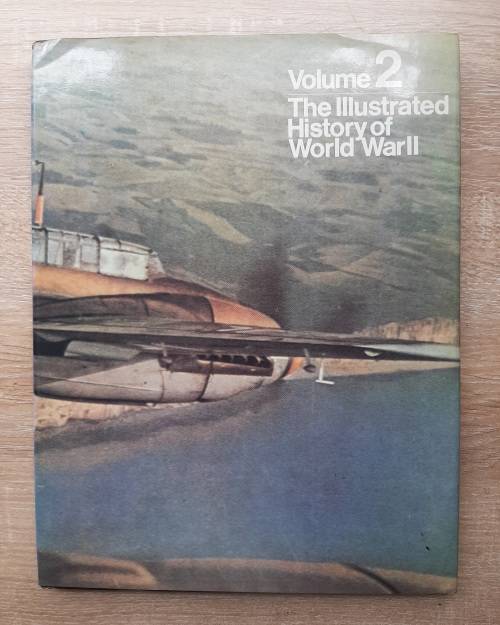 Volume 2
The Illustrated
History of
World War II